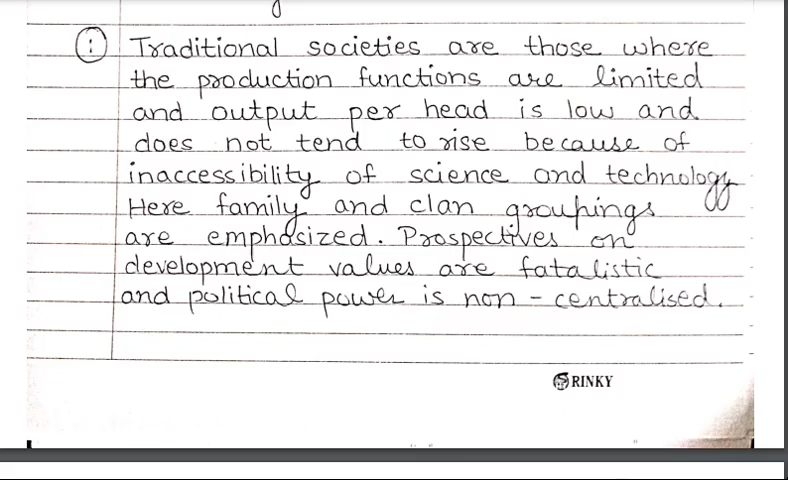 : Traditional societies are those where
the production functions are limited
and output per head is low and
does not tend to rise because of
inaccessibility of science and technology
Here family and clan groupings
are emphasized. Prospectives on
development values are fatalistic
and political power is non - centralised.
RINKY